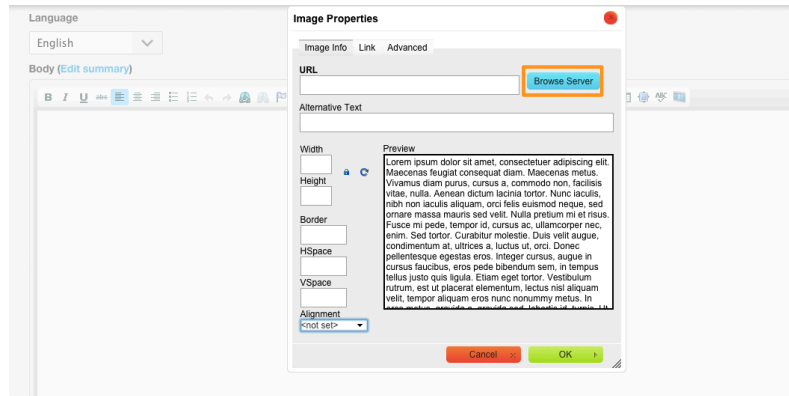 Language
English
Body (Edit summary)
B I U abc
ABC
Image Properties
Image Info Link Advanced
URL
Browse Server
Alternative Text
Width
Height
Border
HSpace
VSpace
Alignment
<not set>
Preview
Lorem ipsum dolor sit amet, consectetuer adipiscing elit.
Maecenas feugiat consequat diam. Maecenas metus.
Vivamus diam purus, cursus a, commodo non, facilisis
vitae, nulla. Aenean dictum lacinia tortor. Nunc iaculis,
nibh non iaculis aliquam, orci felis euismod neque, sed
ornare massa mauris sed velit. Nulla pretium mi et risus.
Fusce mi pede, tempor id, cursus ac, ullamcorper nec,
enim. Sed tortor. Curabitur molestie. Duis velit augue,
condimentum at, ultrices a, luctus ut, orci. Donec
pellentesque egestas eros. Integer cursus, augue in
cursus faucibus, eros pede bibendum sem, in tempus
tellus justo quis ligula. Etiam eget tortor. Vestibulum
rutrum, est ut placerat elementum, lectus nisl aliquam
velit, tempor aliquam eros nunc nonummy metus. In
Cancel
OK